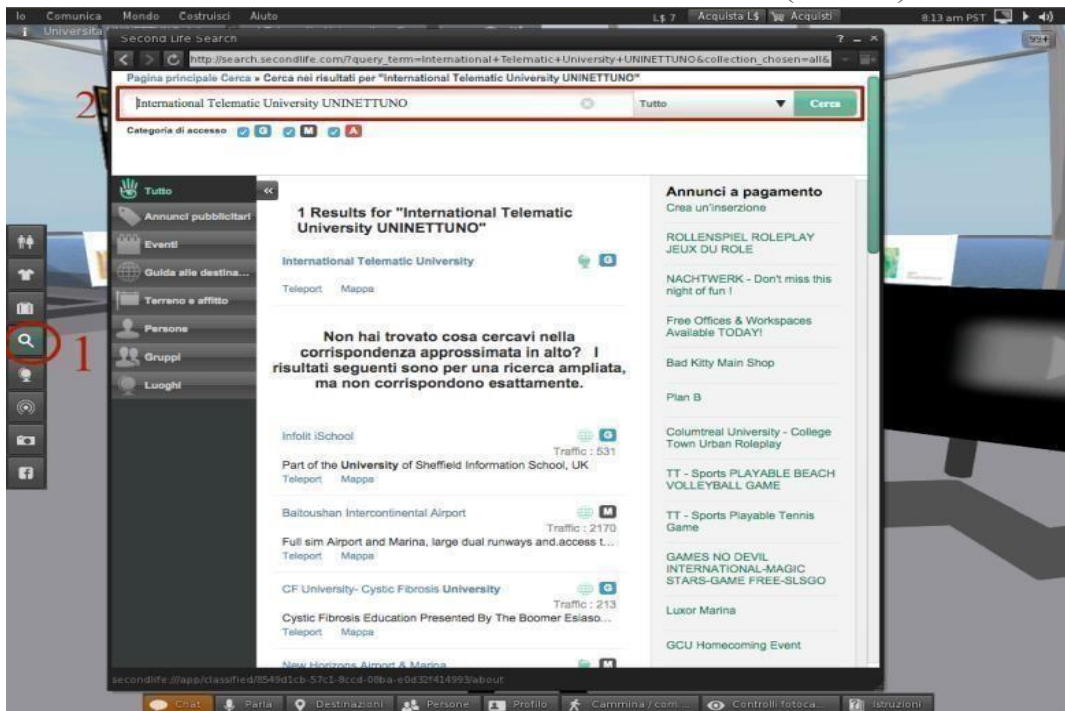 Io Comunica Mondo Costruisci Aiuto L$ 7 Acquista L$ Acquisti 8:13 am PST
99+
Second Life Search
http://search.secondlife.com/?query_term=International+Telematic+University+UNINETTUNO&collection_chosen=all&
Pagina principale Cerca » Cerca nei risultati per "International Telematic University UNINETTUNO"
2
International Telematic University UNINETTUNO Tutto Cerca
Categoria di accesso G M A
Tutto
Annunci pubblicitari
Eventi
Guida alle destina...
Terreno e affitto
Persone
Gruppi
Luoghi
1
1 Results for "International Telematic
University UNINETTUNO"
International Telematic University G
Teleport Mappa
Non hai trovato cosa cercavi nella
corrispondenza approssimata in alto? I
risultati seguenti sono per una ricerca ampliata,
ma non corrispondono esattamente.
Infolit iSchool G
Traffic : 531
Part of the University of Sheffield Information School, UK
Teleport Mappa
Baitoushan Intercontinental Airport M
Traffic : 2170
Full sim Airport and Marina, large dual runways and.access t...
Teleport Mappa
CF University- Cystic Fibrosis University G
Traffic : 213
Cystic Fibrosis Education Presented By The Boomer Esiaso...
Teleport Mappa
New Horizons Airport & Marina M
Annunci a pagamento
Crea un'inserzione
ROLLENSPIEL ROLEPLAY
JEUX DU ROLE
NACHTWERK - Don't miss this
night of fun !
Free Offices & Workspaces
Available TODAY!
Bad Kitty Main Shop
Plan B
Columtreal University - College
Town Urban Roleplay
TT - Sports PLAYABLE BEACH
VOLLEYBALL GAME
TT - Sports Playable Tennis
Game
GAMES NO DEVIL
INTERNATIONAL-MAGIC
STARS-GAME FREE-SLSGO
Luxor Marina
GCU Homecoming Event
Chat Parla Destinazioni Persone Profilo Cammina / corri... Controlli fotoca... Istruzioni